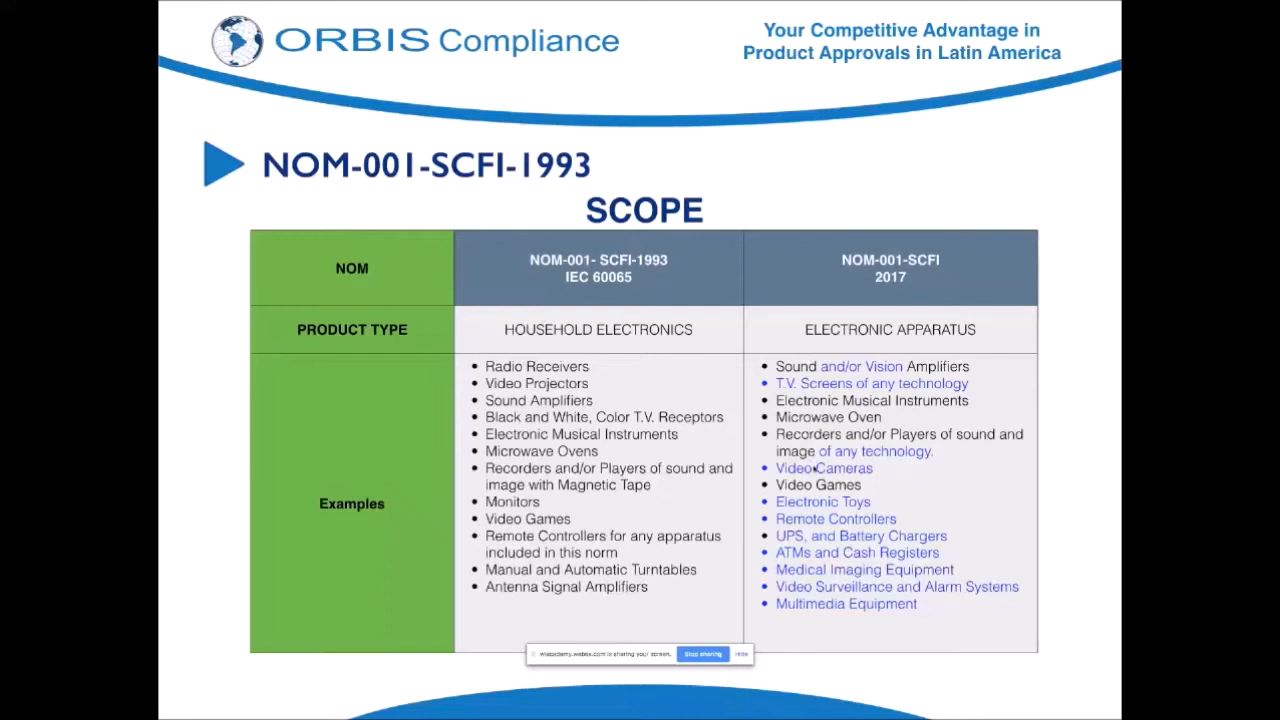 ORBIS Compliance
Your Competitive Advantage in
Product Approvals in Latin America
NOM-001-SCFI-1993
SCOPE
NOM
NOM-001- SCFI-1993
IEC 60065
NOM-001-SCFI
2017
PRODUCT TYPE
HOUSEHOLD ELECTRONICS
ELECTRONIC APPARATUS
Examples
• Radio Receivers
• Video Projectors
• Sound Amplifiers
• Black and White, Color T.V. Receptors
• Electronic Musical Instruments
• Microwave Ovens
• Recorders and/or Players of sound and
image with Magnetic Tape
• Monitors
• Video Games
• Remote Controllers for any apparatus
included in this norm
• Manual and Automatic Turntables
• Antenna Signal Amplifiers
• Sound and/or Vision Amplifiers
• T.V. Screens of any technology
• Electronic Musical Instruments
• Microwave Oven
• Recorders and/or Players of sound and
image of any technology.
• Video Cameras
• Video Games
• Electronic Toys
• Remote Controllers
• UPS, and Battery Chargers
• ATMs and Cash Registers
• Medical Imaging Equipment
• Video Surveillance and Alarm Systems
• Multimedia Equipment
is sharing your screen.
Stop sharing
Hide